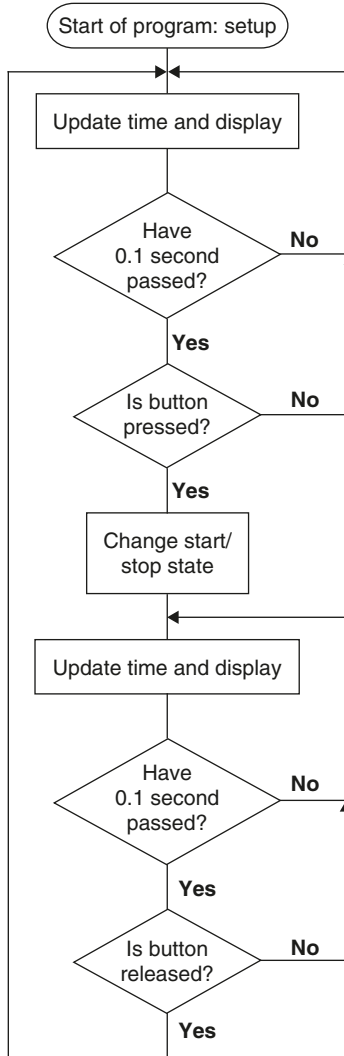 Start of program: setup
Update time and display
Have
0.1 second
passed?
No
Yes
Is button
pressed?
No
Yes
Change start/
stop state
Update time and display
Have
0.1 second
passed?
No
Yes
Is button
released?
No
Yes